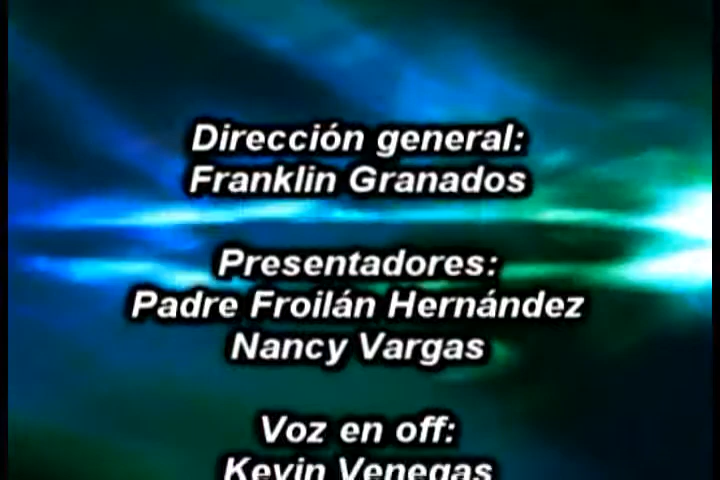 Dirección general:
Franklin Granados
Presentadores:
Padre Froilán Hernández
Nancy Vargas
Voz en off:
Kevin Venegas